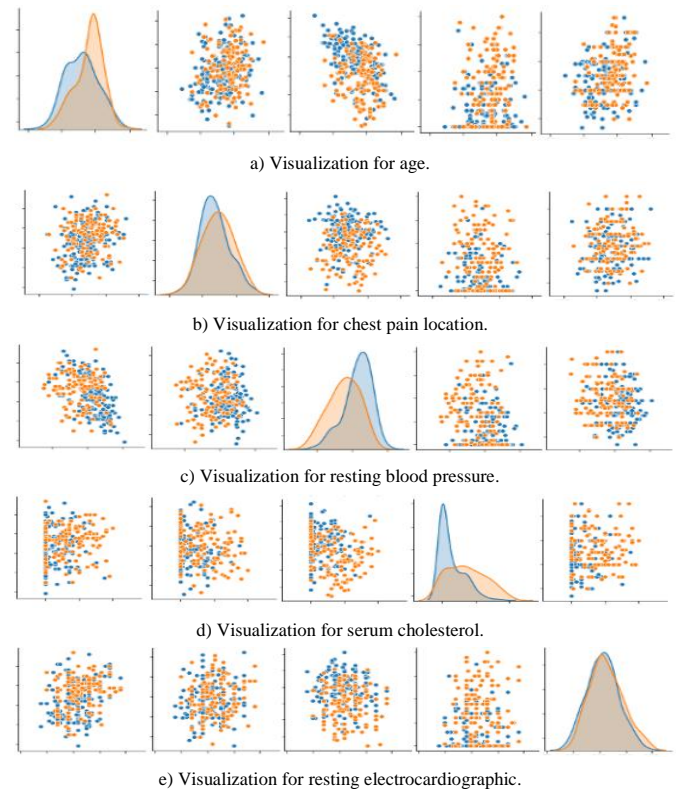 a) Visualization for age.
b) Visualization for chest pain location.
c) Visualization for resting blood pressure.
d) Visualization for serum cholesterol.
e) Visualization for resting electrocardiographic.